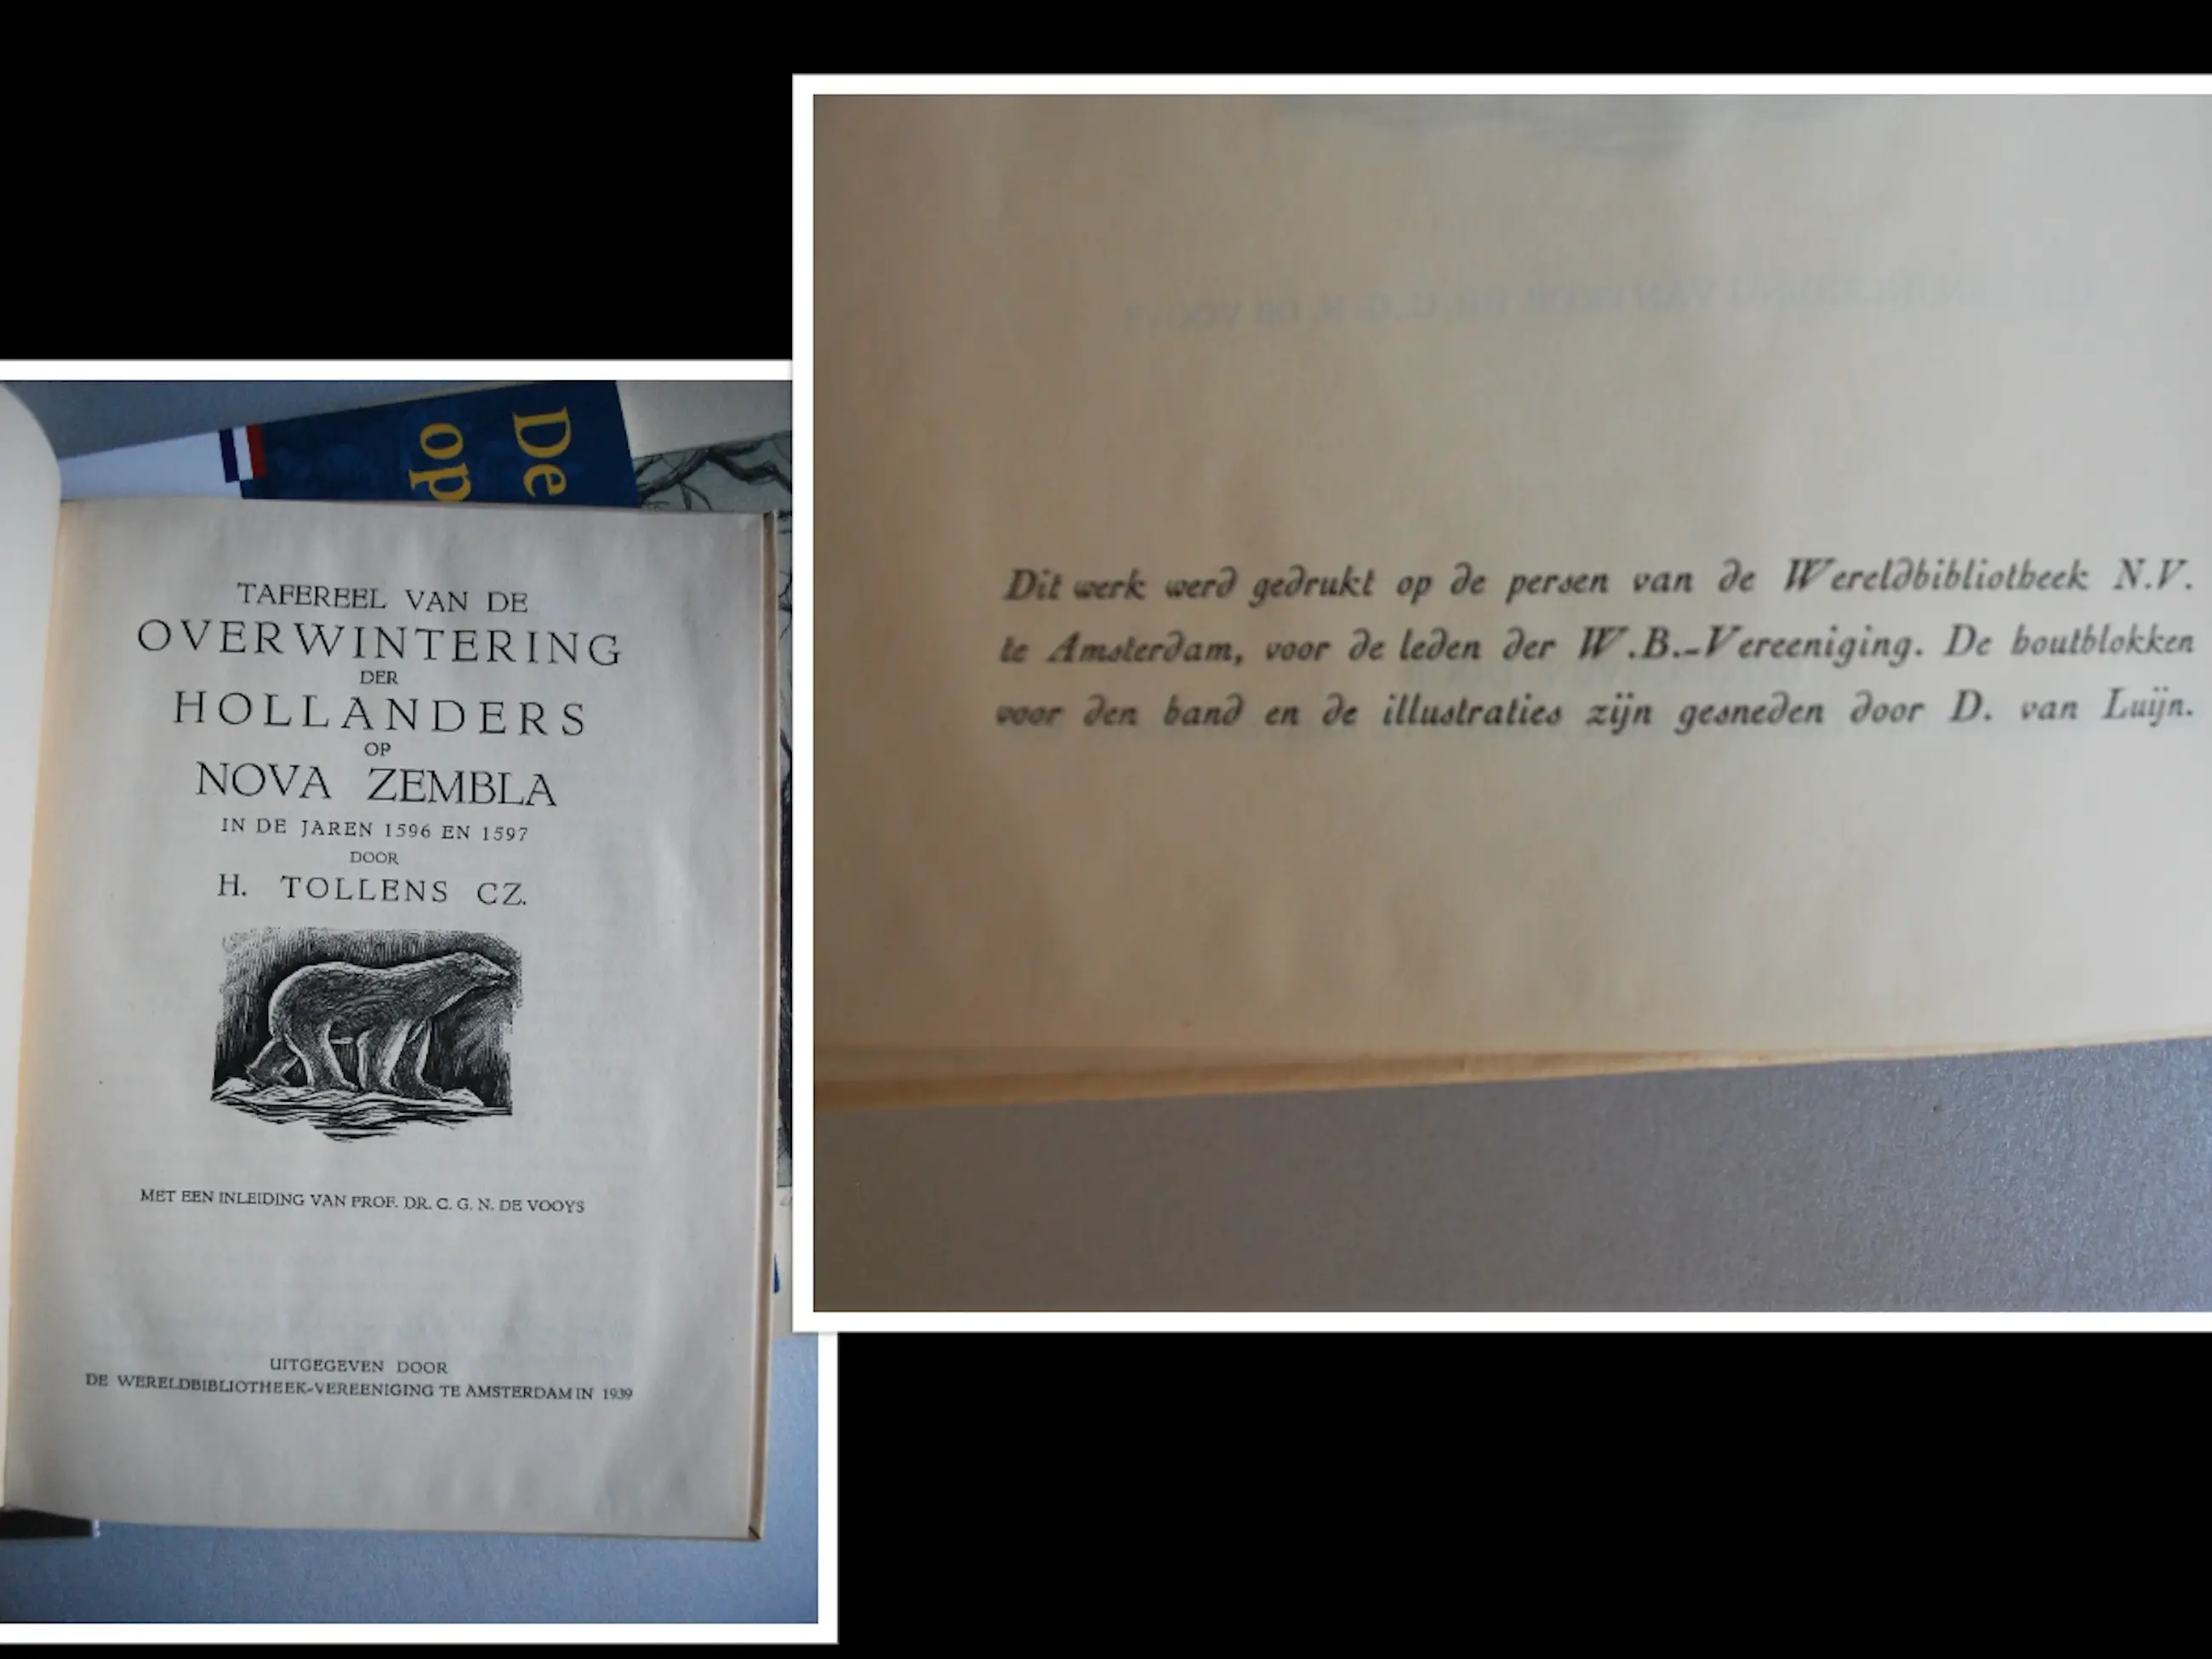 De
op
TAFEREEL VAN DE
OVERWINTERING
DER
HOLLANDERS
OP
NOVA ZEMBLA
IN DE JAREN 1596 EN 1597
DOOR
H. TOLLENS CZ.
MET EEN INLEIDING VAN PROF. DR. C. G. N. DE VOOYS
UITGEGEVEN DOOR
DE WERELDBIBLIOTHEEK-VEREENIGING TE AMSTERDAM IN 1939
Dit werk werd gedrukt op de persen van de Wereldbibliotheek N.V.
te Amsterdam, voor de leden der W.B.-Vereeniging. De houtblokken
voor den band en de illustraties zijn gesneden door D. van Luijn.